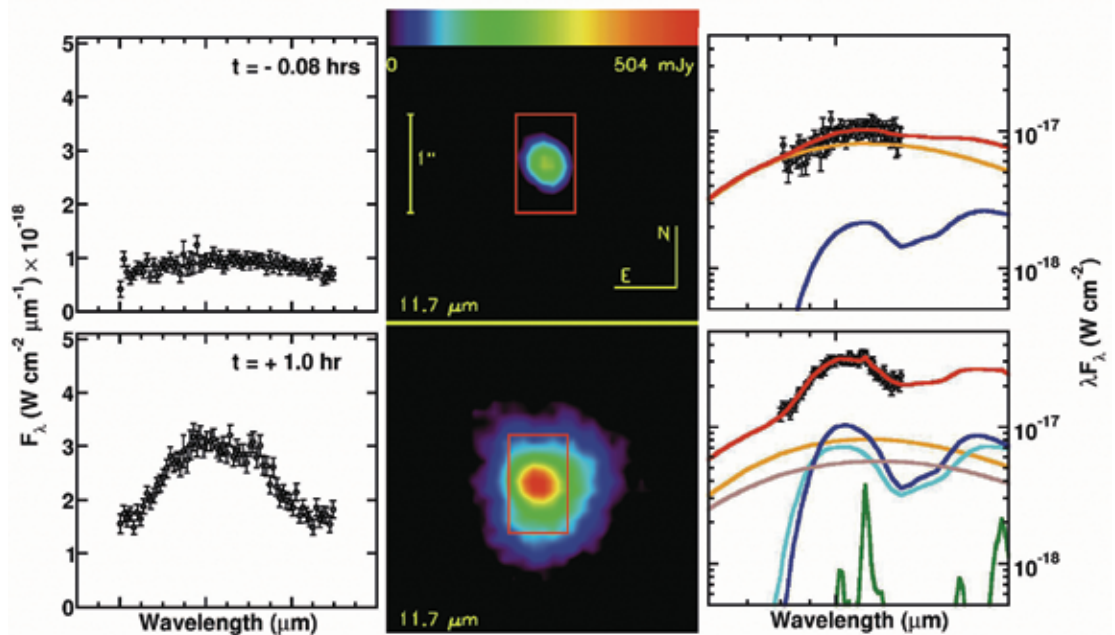 5
4
3
2
1
0
t = - 0.08 hrs
5
4
3
2
1
0
t = + 1.0 hr
F_λ (W cm⁻² μm⁻¹) × 10⁻¹⁸
Wavelength (μm)
0 504 mJy
1"
N
E
11.7 μm
11.7 μm
10⁻¹⁷
10⁻¹⁸
10⁻¹⁷
10⁻¹⁸
λF_λ (W cm⁻²)
Wavelength (μm)